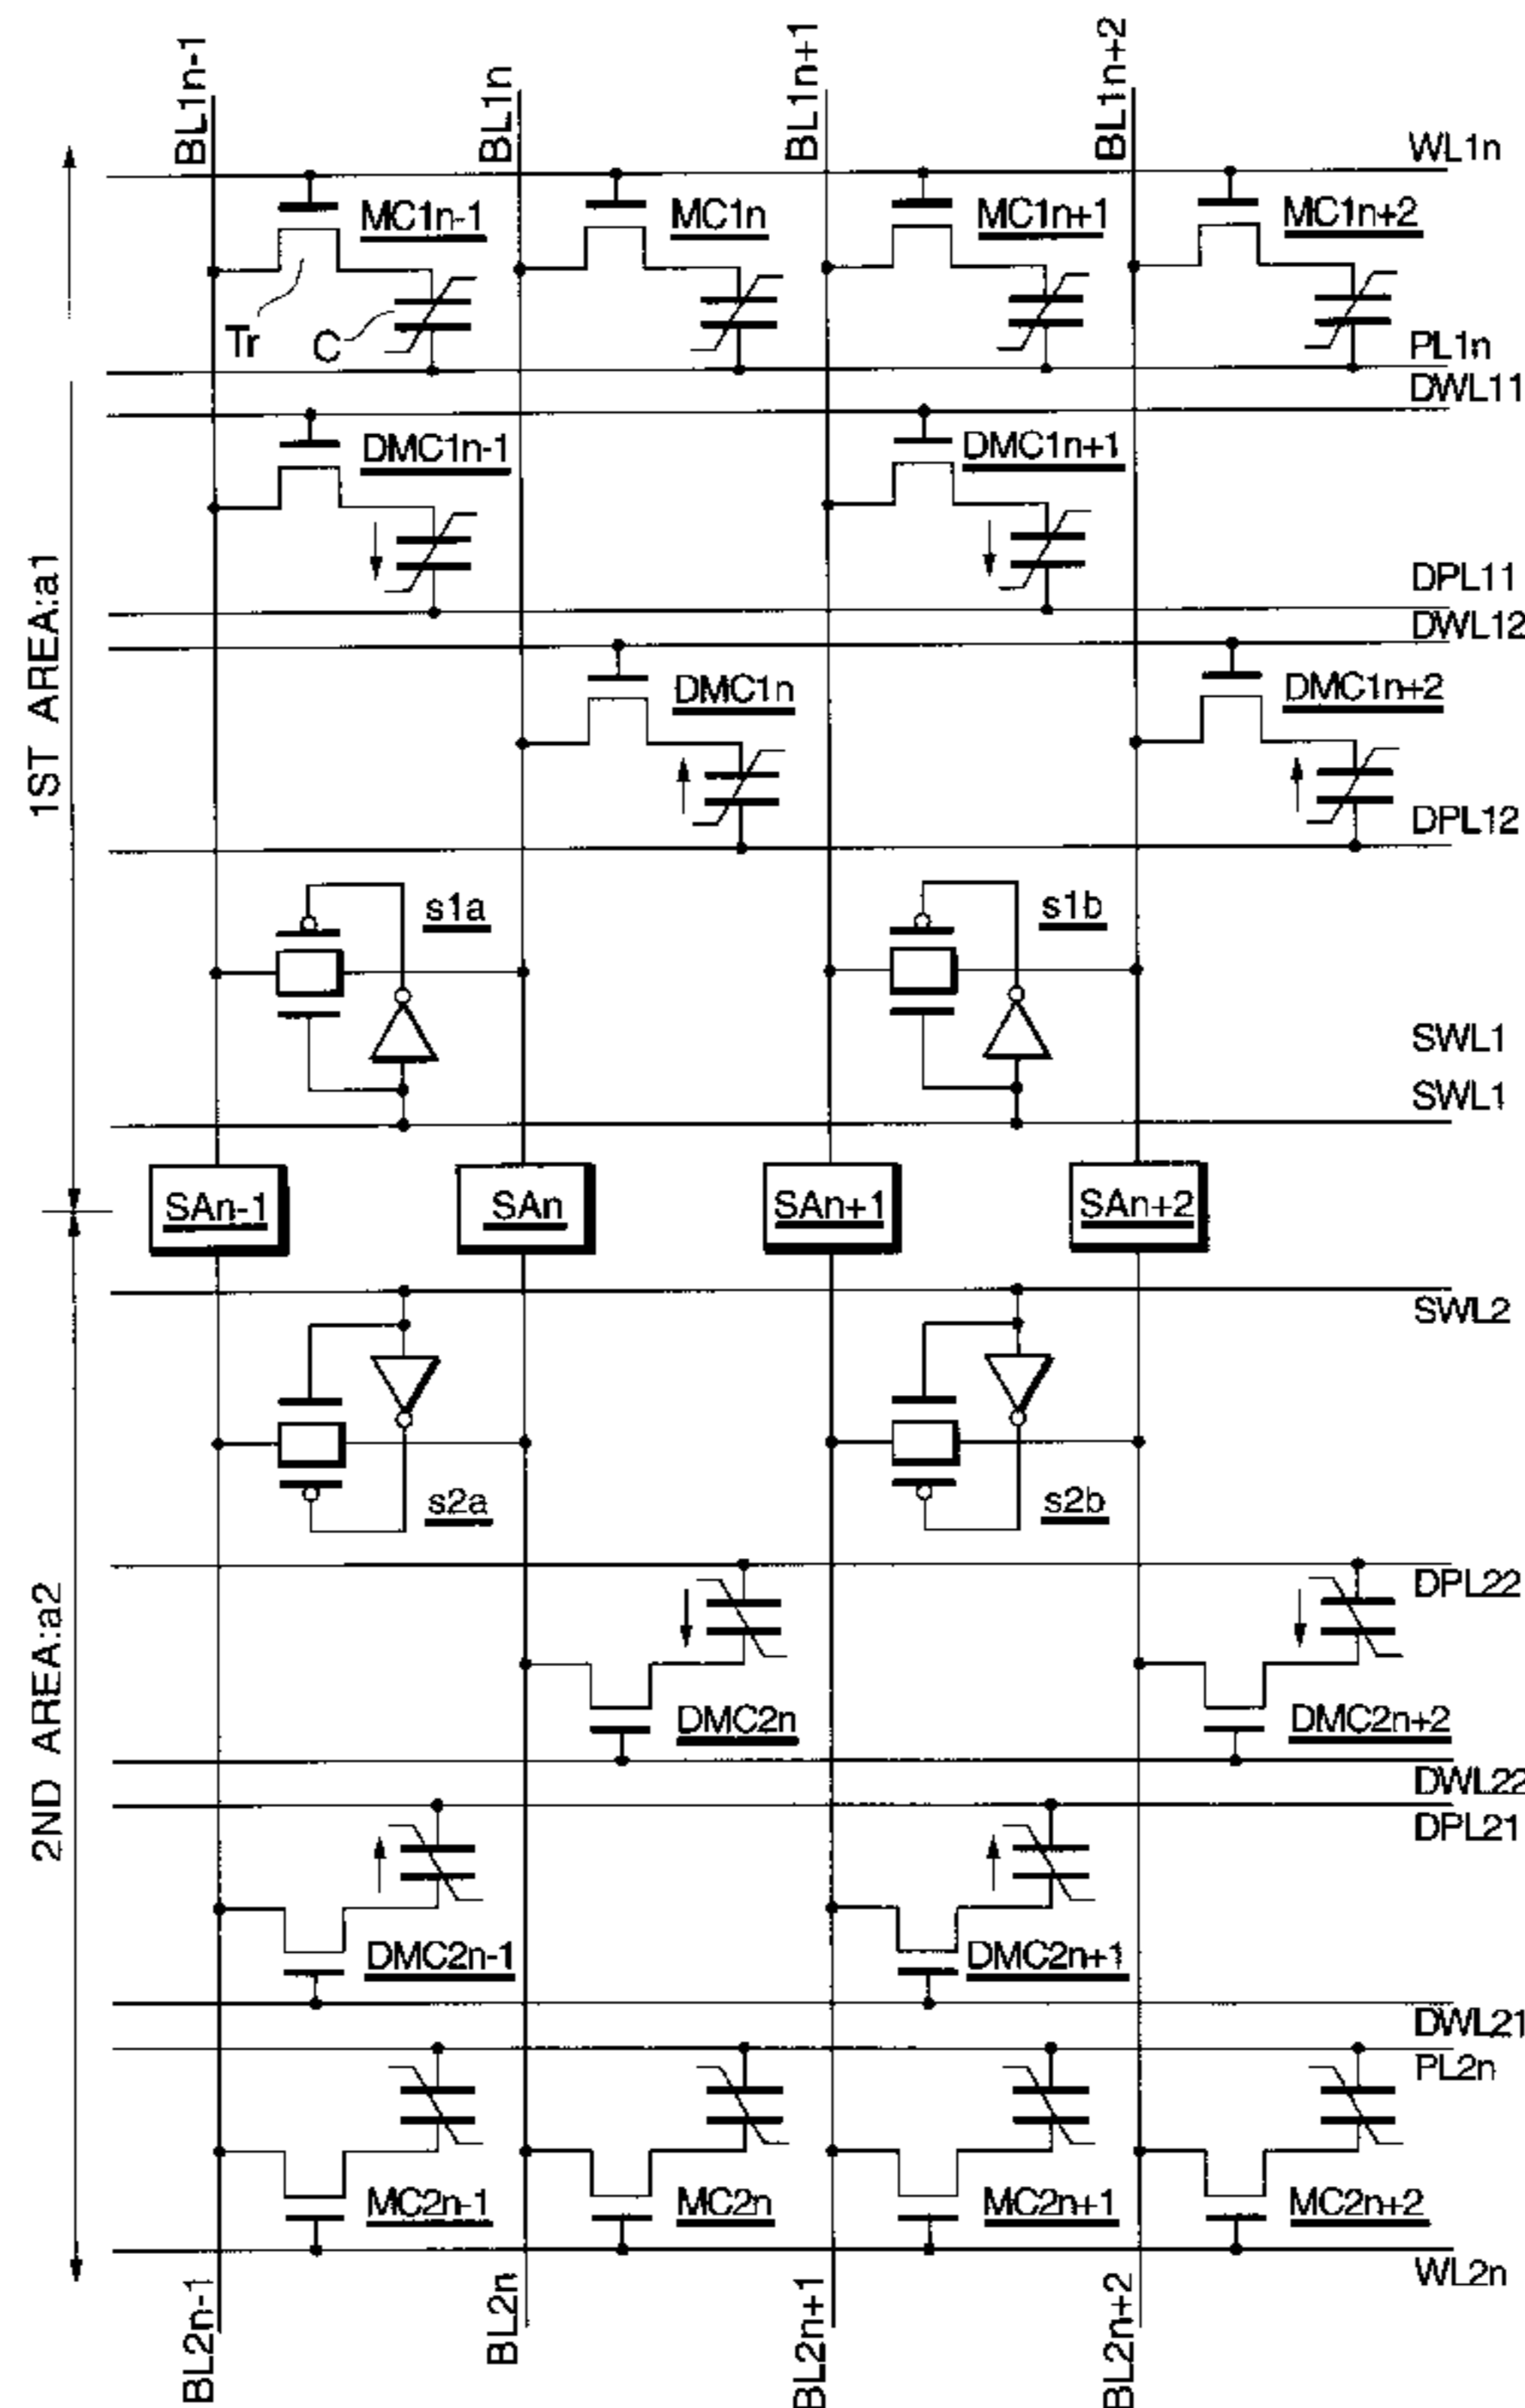 BL1n-1
BL1n
BL1n+1
BL1n+2
WL1n
MC1n-1
MC1n
MC1n+1
MC1n+2
Tr
C
PL1n
DWL11
DMC1n-1
DMC1n+1
1ST AREA:a1
DPL11
DWL12
DMC1n
DMC1n+2
DPL12
s1a
s1b
SWL1
SWL1
SAn-1
SAn
SAn+1
SAn+2
SWL2
s2a
s2b
2ND AREA:a2
DPL22
DMC2n
DMC2n+2
DWL22
DPL21
DMC2n-1
DMC2n+1
DWL21
PL2n
MC2n-1
MC2n
MC2n+1
MC2n+2
WL2n
BL2n-1
BL2n
BL2n+1
BL2n+2